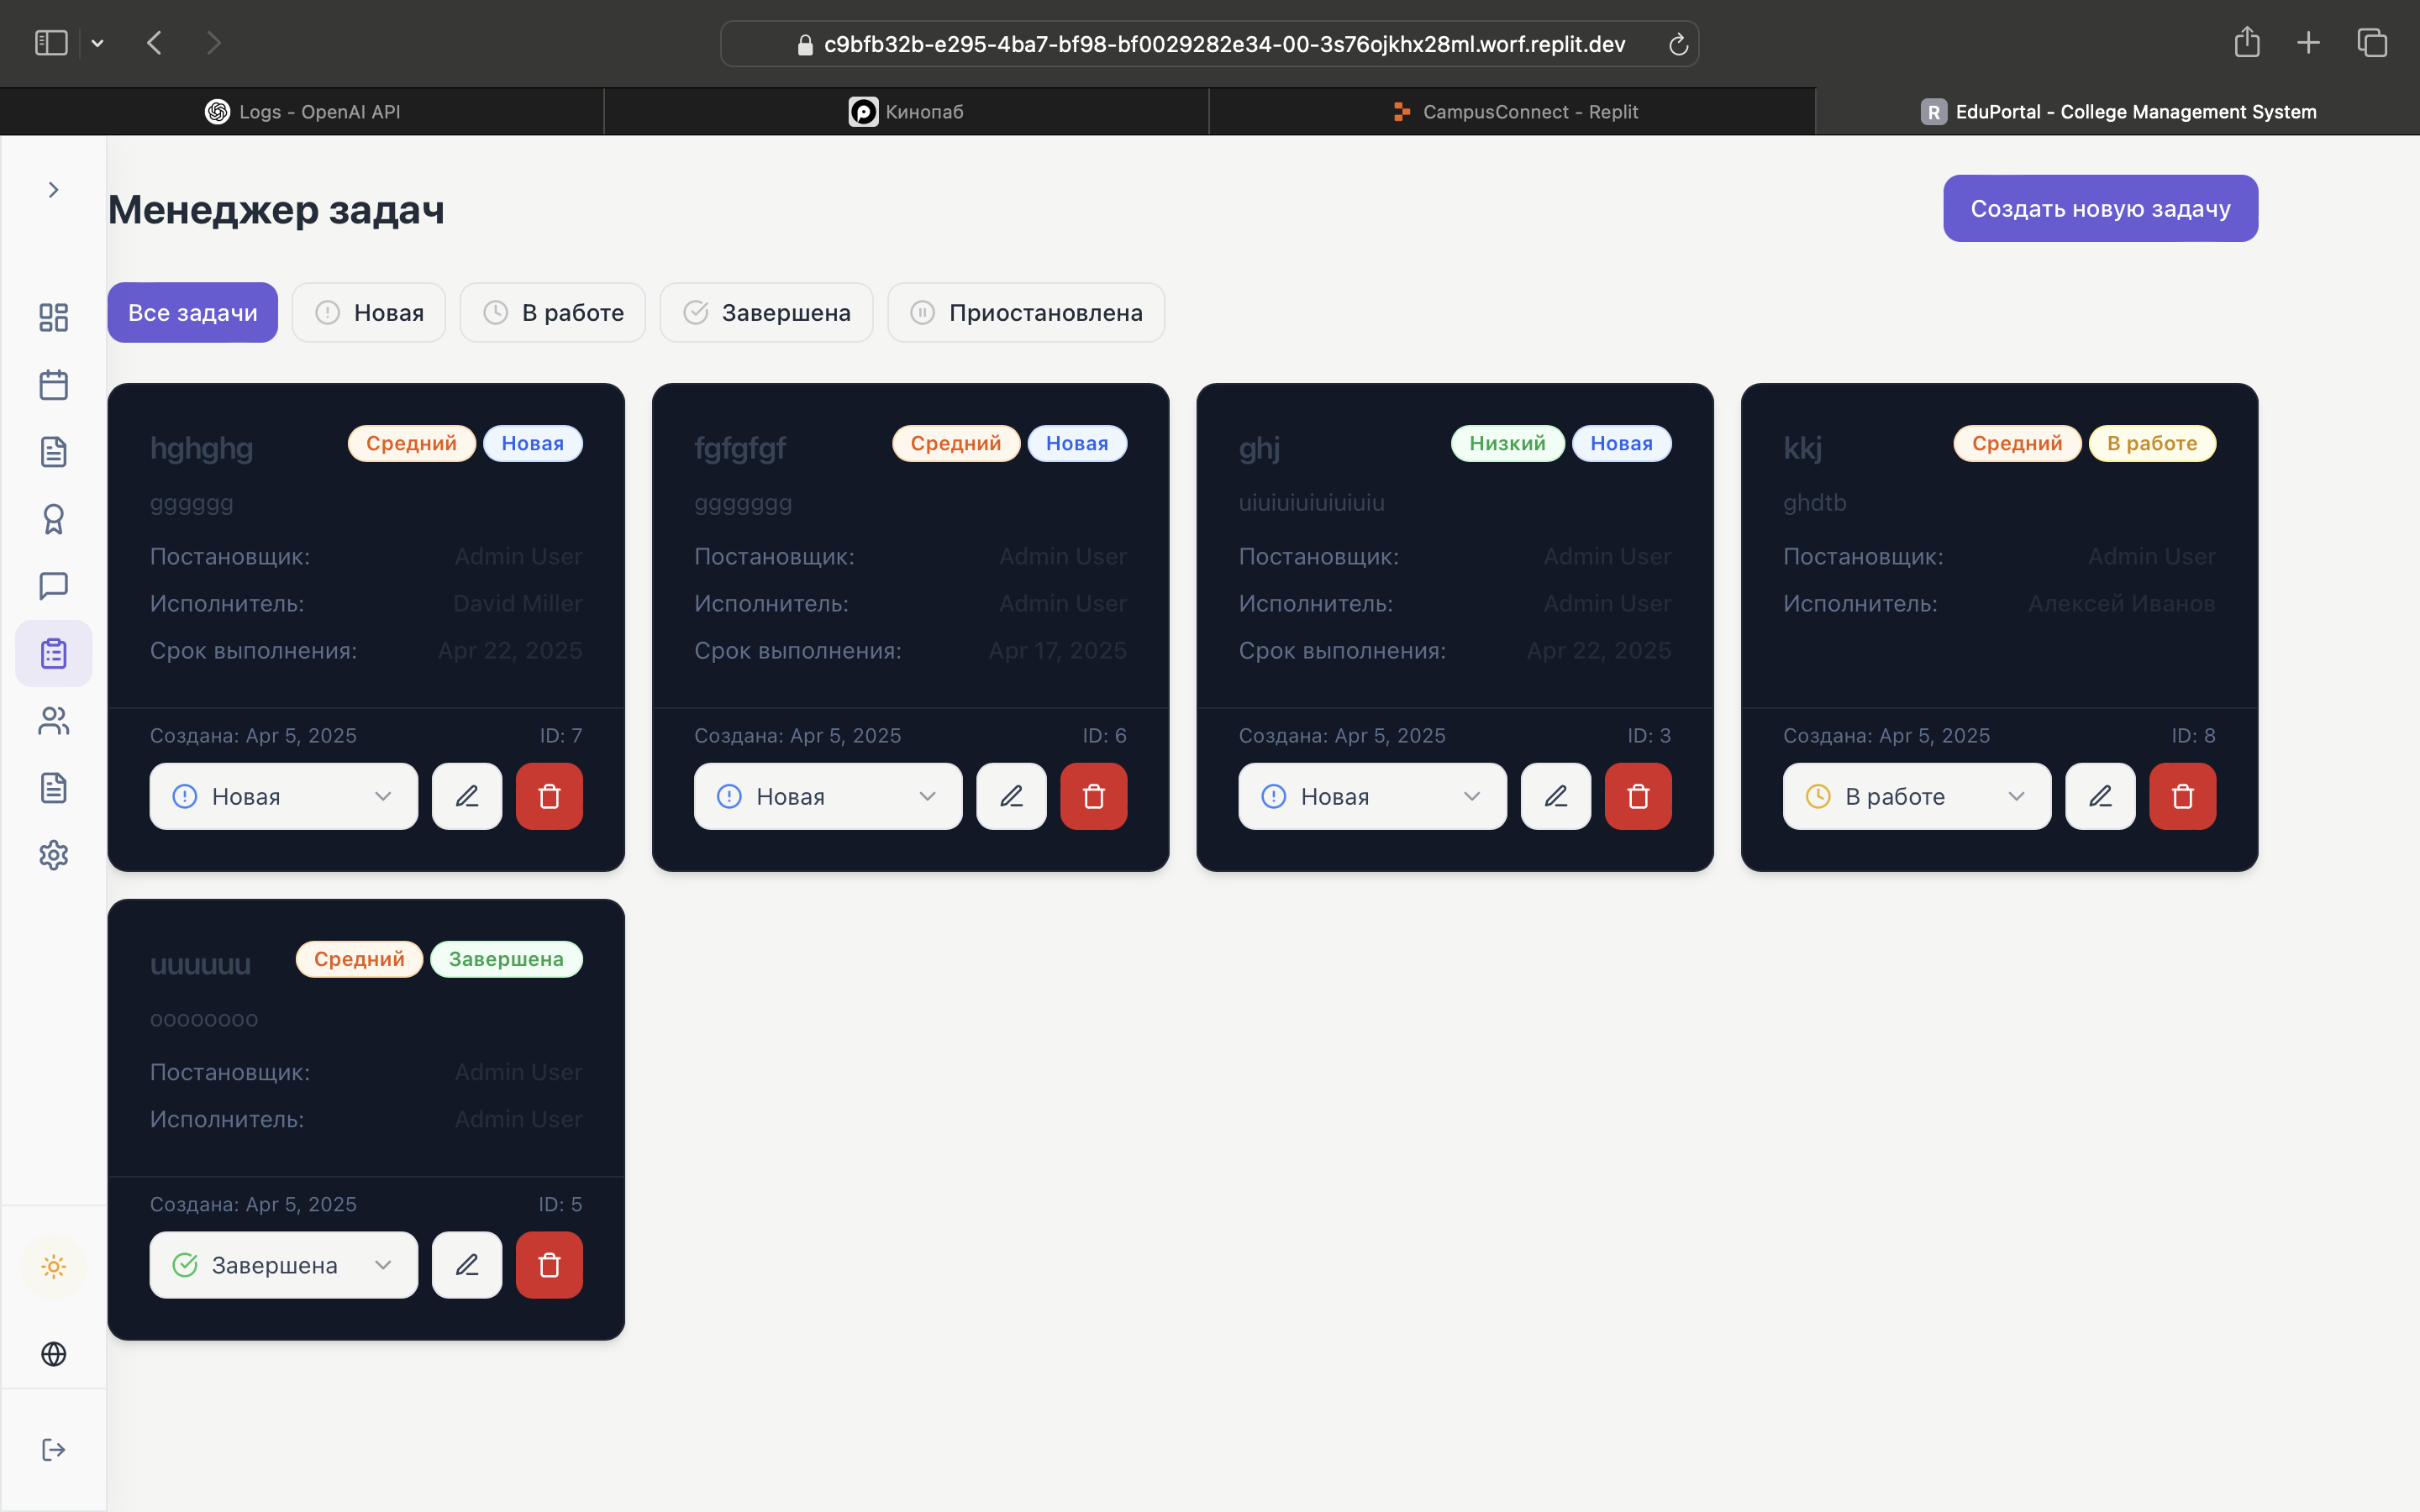 c9bfb32b-e295-4ba7-bf98-bf0029282e34-00-3s76ojkhx28ml.worf.replit.dev
Logs - OpenAI API
Кинопаб
CampusConnect - Replit
R EduPortal - College Management System
Менеджер задач
Создать новую задачу
Все задачи
Новая
В работе
Завершена
Приостановлена
hghghg
Средний
Новая
gggggg
Постановщик: Admin User
Исполнитель: David Miller
Срок выполнения: Apr 22, 2025
Создана: Apr 5, 2025 ID: 7
Новая
fgfgfgf
Средний
Новая
ggggggg
Постановщик: Admin User
Исполнитель: Admin User
Срок выполнения: Apr 17, 2025
Создана: Apr 5, 2025 ID: 6
Новая
ghj
Низкий
Новая
uiuiuiuiuiuiuiu
Постановщик: Admin User
Исполнитель: Admin User
Срок выполнения: Apr 22, 2025
Создана: Apr 5, 2025 ID: 3
Новая
kkj
Средний
В работе
ghdtb
Постановщик: Admin User
Исполнитель: Алексей Иванов
Создана: Apr 5, 2025 ID: 8
В работе
uuuuuu
Средний
Завершена
oooooooo
Постановщик: Admin User
Исполнитель: Admin User
Создана: Apr 5, 2025 ID: 5
Завершена